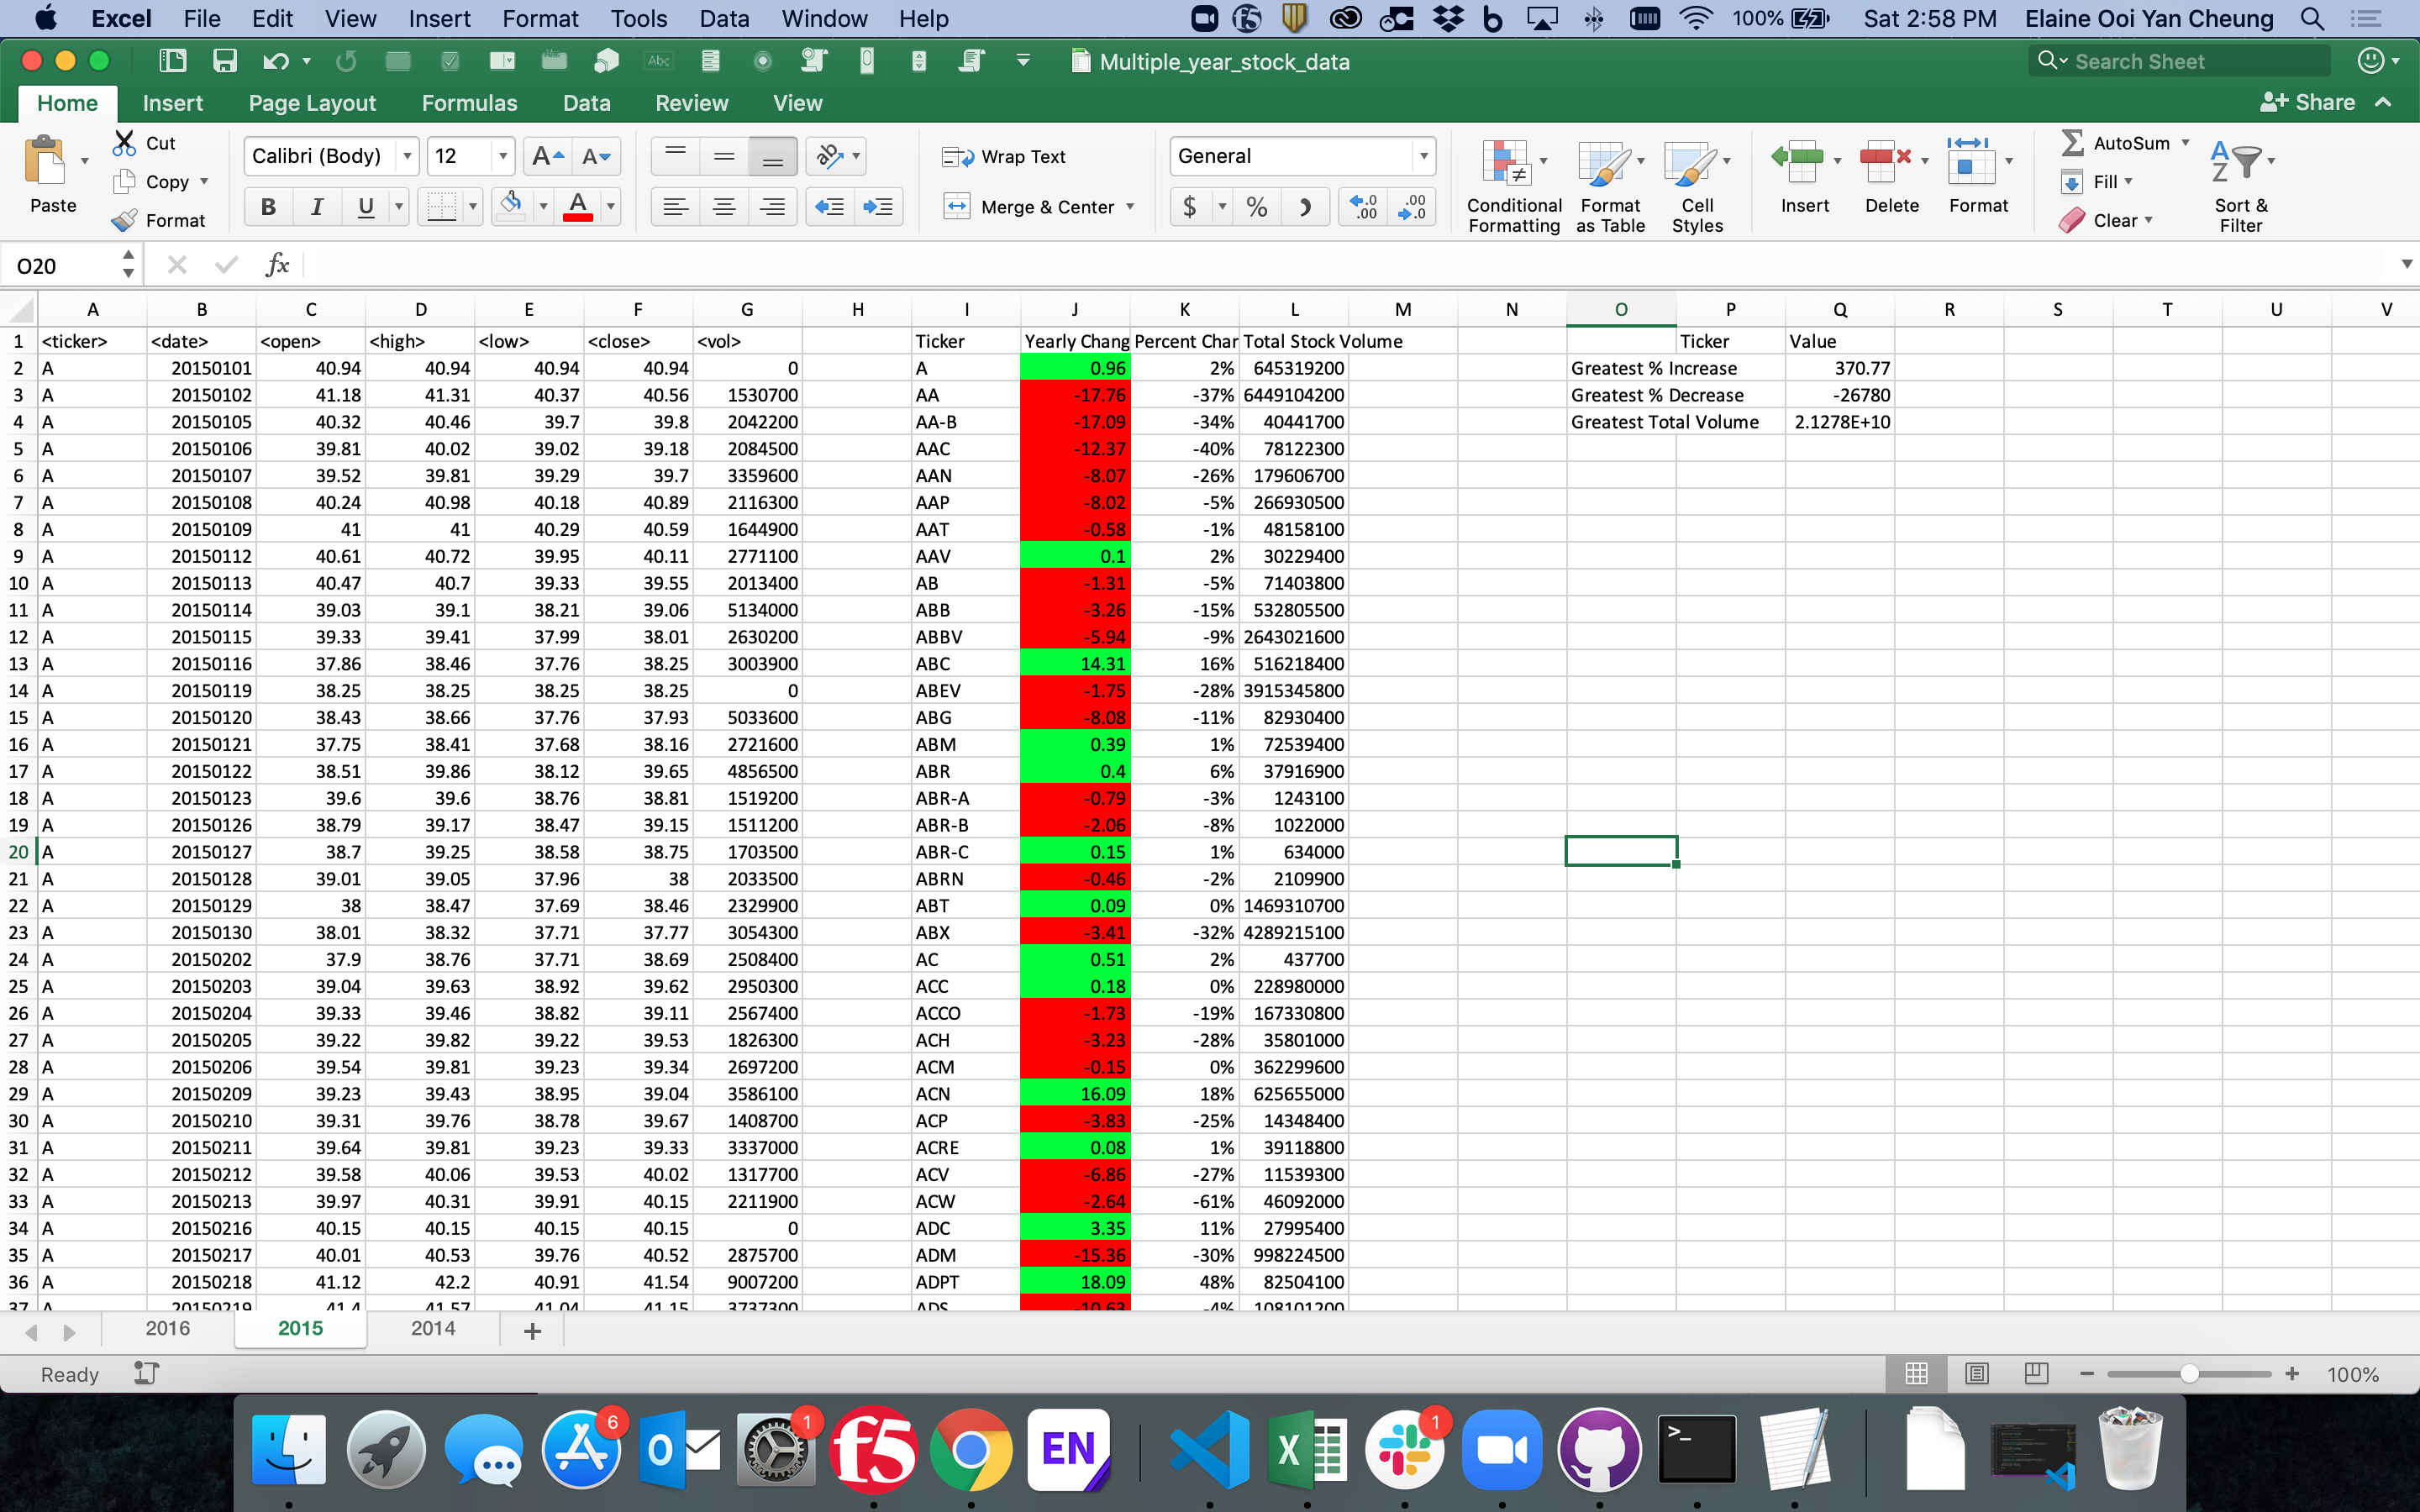 Excel File Edit View Insert Format Tools Data Window Help 100% Sat 2:58 PM Elaine Ooi Yan Cheung
Abc Multiple_year_stock_data Search Sheet
Home Insert Page Layout Formulas Data Review View Share
Paste Cut Copy Format Calibri (Body) 12 Wrap Text General Conditional Formatting Format as Table Cell Styles Insert Delete Format AutoSum Fill Clear Sort & Filter
B I U A Merge & Center $ % .0 .00 .00 .0
O20 fx
A B C D E F G H I J K L M N O P Q R S T U V
1 <ticker> <date> <open> <high> <low> <close> <vol> Ticker Yearly Chang Percent Char Total Stock Volume Ticker Value
2 A 20150101 40.94 40.94 40.94 40.94 0 A 0.96 2% 645319200 Greatest % Increase 370.77
3 A 20150102 41.18 41.31 40.37 40.56 1530700 AA -17.76 -37% 6449104200 Greatest % Decrease -26780
4 A 20150105 40.32 40.46 39.7 39.8 2042200 AA-B -17.09 -34% 40441700 Greatest Total Volume 2.1278E+10
5 A 20150106 39.81 40.02 39.02 39.18 2084500 AAC -12.37 -40% 78122300
6 A 20150107 39.52 39.81 39.29 39.7 3359600 AAN -8.07 -26% 179606700
7 A 20150108 40.24 40.98 40.18 40.89 2116300 AAP -8.02 -5% 266930500
8 A 20150109 41 41 40.29 40.59 1644900 AAT -0.58 -1% 48158100
9 A 20150112 40.61 40.72 39.95 40.11 2771100 AAV 0.1 2% 30229400
10 A 20150113 40.47 40.7 39.33 39.55 2013400 AB -1.31 -5% 71403800
11 A 20150114 39.03 39.1 38.21 39.06 5134000 ABB -3.26 -15% 532805500
12 A 20150115 39.33 39.41 37.99 38.01 2630200 ABBV -5.94 -9% 2643021600
13 A 20150116 37.86 38.46 37.76 38.25 3003900 ABC 14.31 16% 516218400
14 A 20150119 38.25 38.25 38.25 38.25 0 ABEV -1.75 -28% 3915345800
15 A 20150120 38.43 38.66 37.76 37.93 5033600 ABG -8.08 -11% 82930400
16 A 20150121 37.75 38.41 37.68 38.16 2721600 ABM 0.39 1% 72539400
17 A 20150122 38.51 39.86 38.12 39.65 4856500 ABR 0.4 6% 37916900
18 A 20150123 39.6 39.6 38.76 38.81 1519200 ABR-A -0.79 -3% 1243100
19 A 20150126 38.79 39.17 38.47 39.15 1511200 ABR-B -2.06 -8% 1022000
20 A 20150127 38.7 39.25 38.58 38.75 1703500 ABR-C 0.15 1% 634000
21 A 20150128 39.01 39.05 37.96 38 2033500 ABRN -0.46 -2% 2109900
22 A 20150129 38 38.47 37.69 38.46 2329900 ABT 0.09 0% 1469310700
23 A 20150130 38.01 38.32 37.71 37.77 3054300 ABX -3.41 -32% 4289215100
24 A 20150202 37.9 38.76 37.71 38.69 2508400 AC 0.51 2% 437700
25 A 20150203 39.04 39.63 38.92 39.62 2950300 ACC 0.18 0% 228980000
26 A 20150204 39.33 39.46 38.82 39.11 2567400 ACCO -1.73 -19% 167330800
27 A 20150205 39.22 39.82 39.22 39.53 1826300 ACH -3.23 -28% 35801000
28 A 20150206 39.54 39.81 39.23 39.34 2697200 ACM -0.15 0% 362299600
29 A 20150209 39.23 39.43 38.95 39.04 3586100 ACN 16.09 18% 625655000
30 A 20150210 39.31 39.76 38.78 39.67 1408700 ACP -3.83 -25% 14348400
31 A 20150211 39.64 39.81 39.23 39.33 3337000 ACRE 0.08 1% 39118800
32 A 20150212 39.58 40.06 39.53 40.02 1317700 ACV -6.86 -27% 11539300
33 A 20150213 39.97 40.31 39.91 40.15 2211900 ACW -2.64 -61% 46092000
34 A 20150216 40.15 40.15 40.15 40.15 0 ADC 3.35 11% 27995400
35 A 20150217 40.01 40.53 39.76 40.52 2875700 ADM -15.36 -30% 998224500
36 A 20150218 41.12 42.2 40.91 41.54 9007200 ADPT 18.09 48% 82504100
37 A 20150219 41.4 41.57 41.04 41.15 3737300 ADS -10.63 -4% 108101200
2016 2015 2014 +
Ready 100%
6 1 f5 EN 1